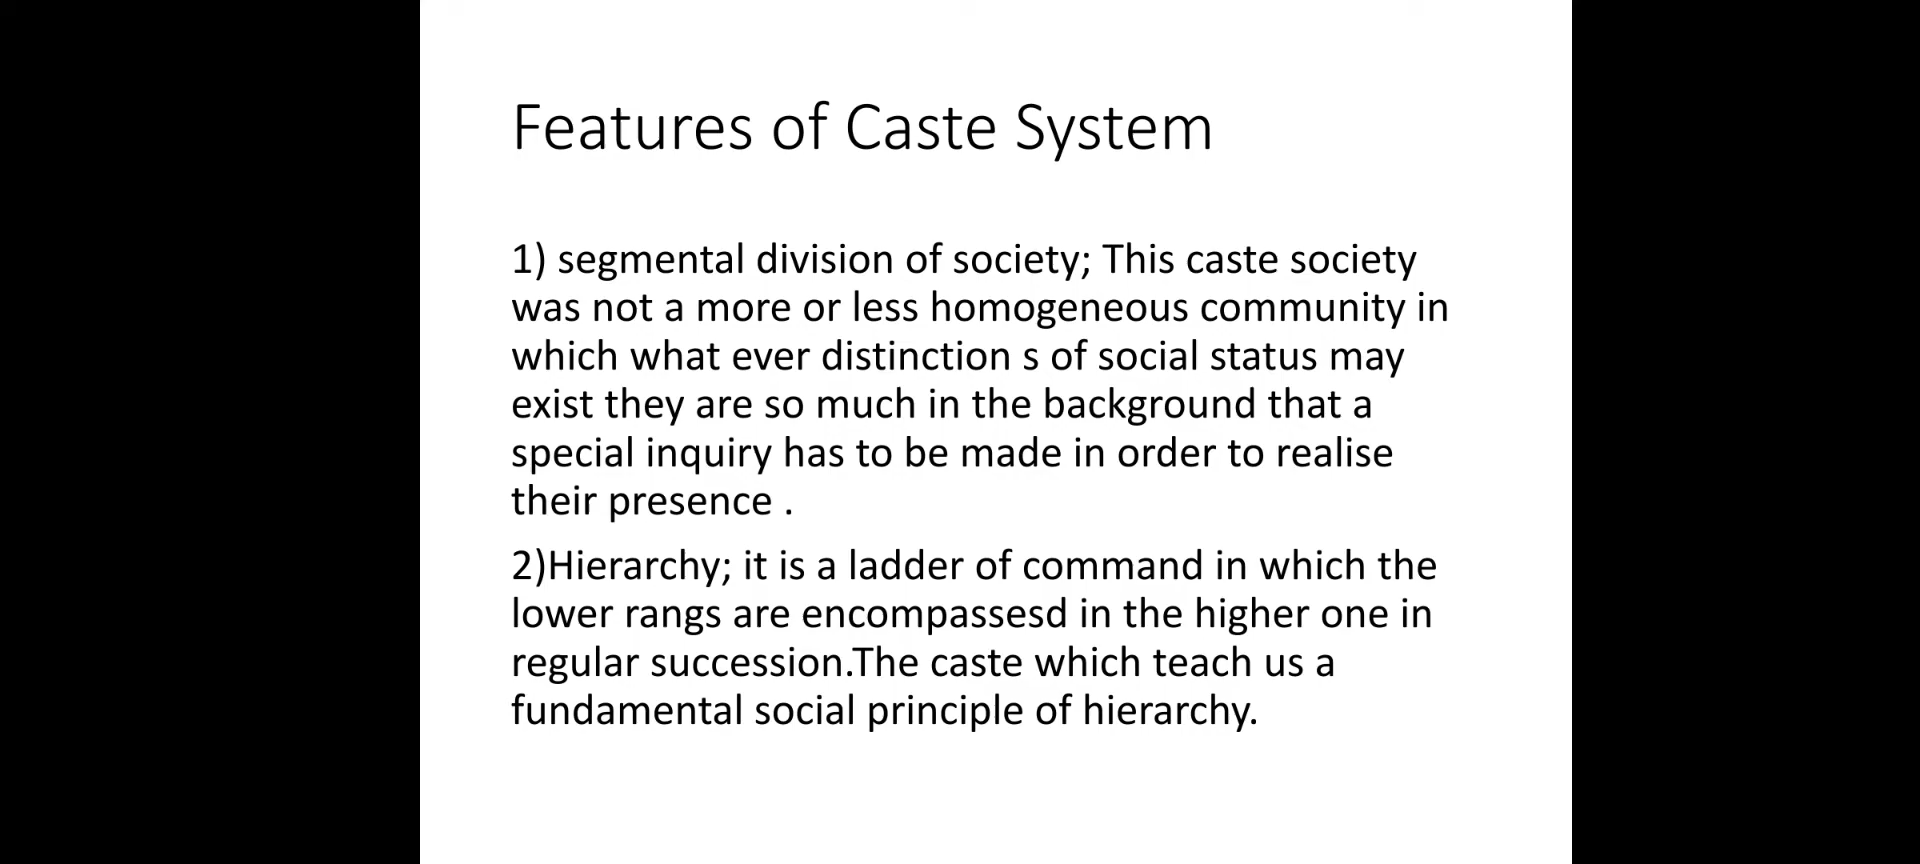 Features of Caste System
1) segmental division of society; This caste society
was not a more or less homogeneous community in
which what ever distinction s of social status may
exist they are so much in the background that a
special inquiry has to be made in order to realise
their presence .
2)Hierarchy; it is a ladder of command in which the
lower rangs are encompassesd in the higher one in
regular succession.The caste which teach us a
fundamental social principle of hierarchy.